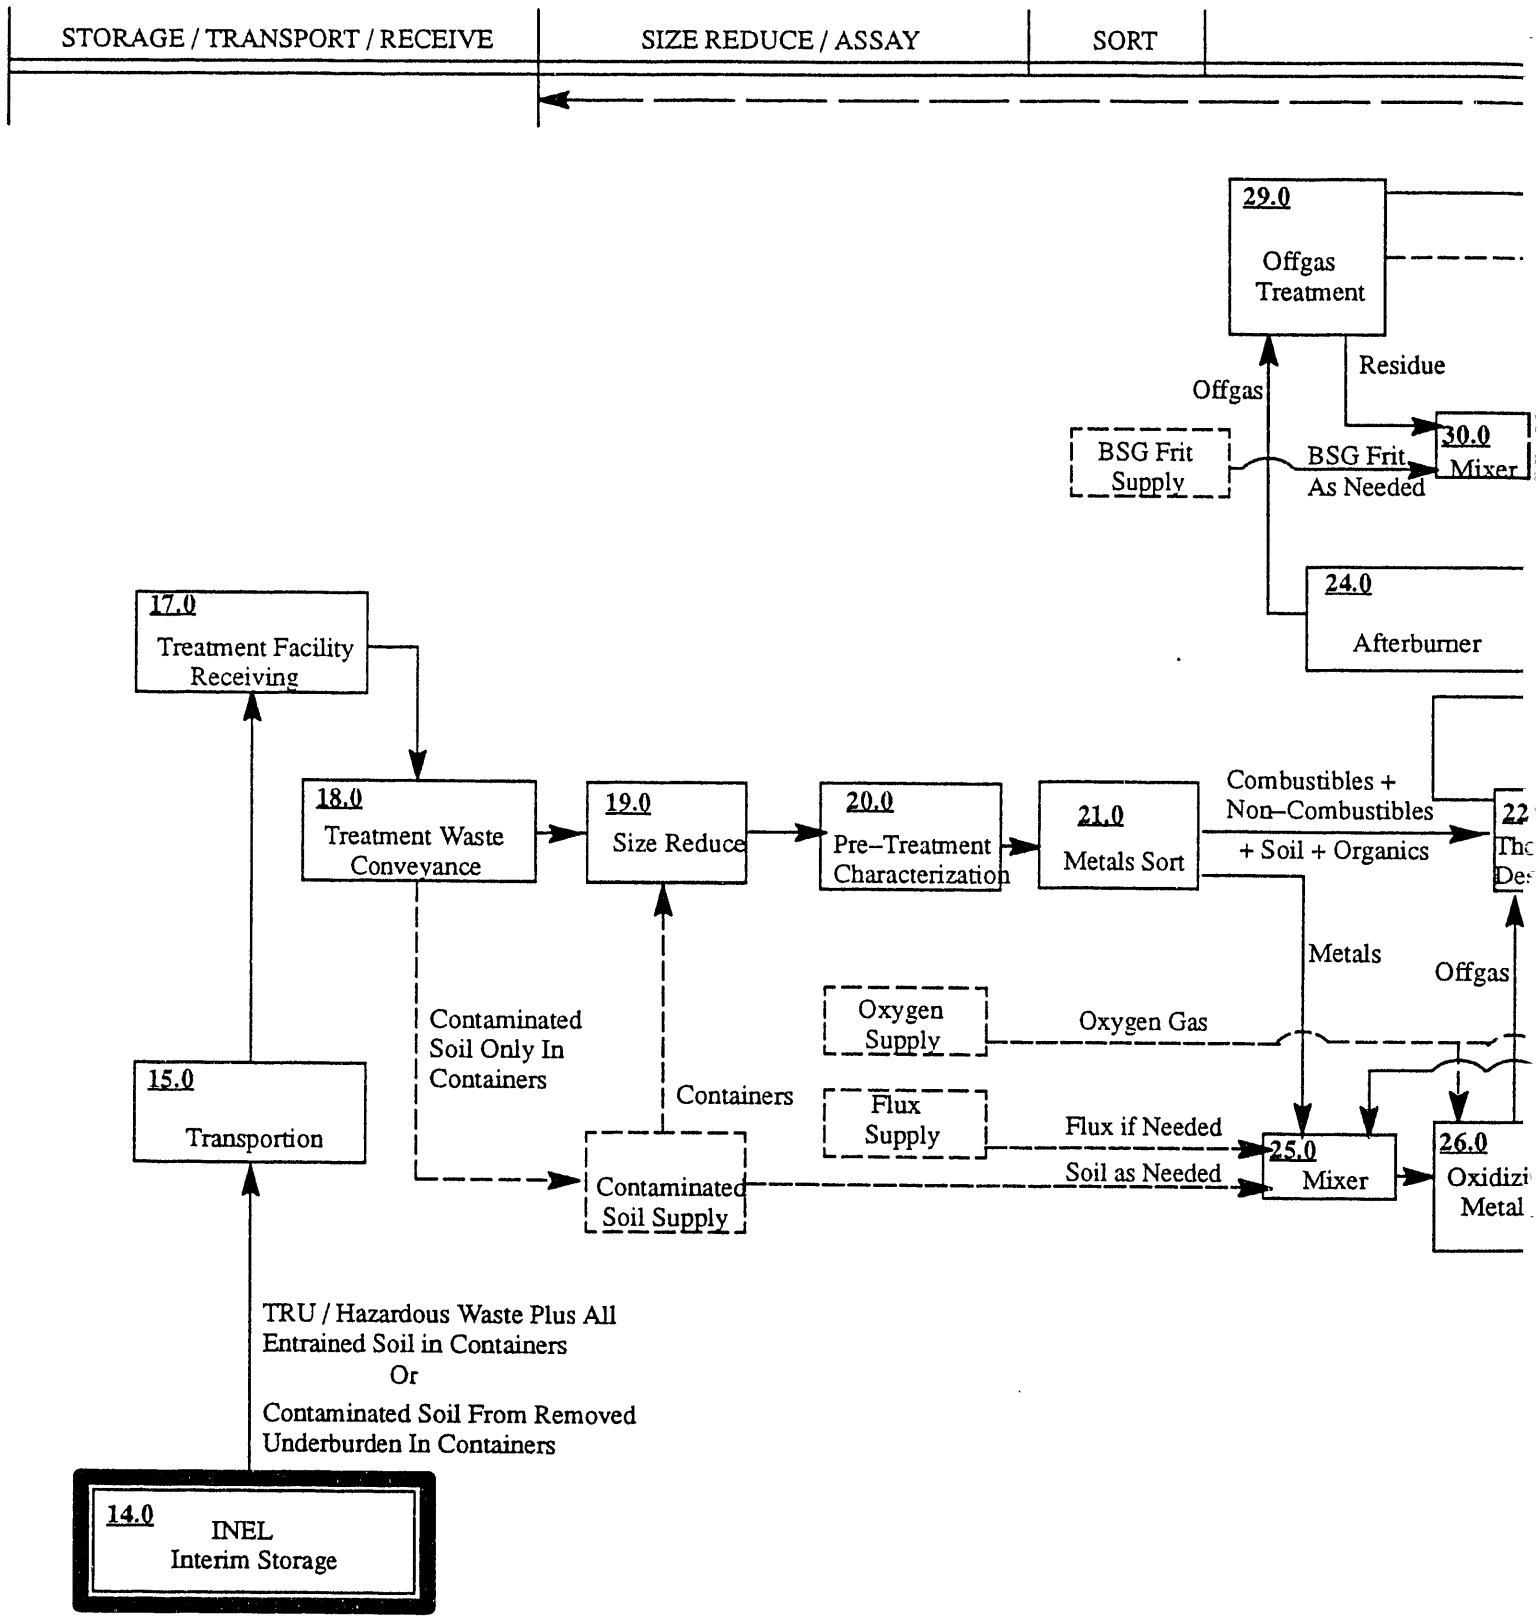 STORAGE / TRANSPORT / RECEIVE
SIZE REDUCE / ASSAY
SORT
29.0
Offgas
Treatment
Residue
Offgas
30.0
Mixer
BSG Frit
Supply
BSG Frit
As Needed
24.0
Afterburner
17.0
Treatment Facility
Receiving
18.0
Treatment Waste
Conveyance
19.0
Size Reduce
20.0
Pre–Treatment
Characterization
21.0
Metals Sort
Combustibles +
Non–Combustibles
+ Soil + Organics
22
Des
Metals
Offgas
Contaminated
Soil Only In
Containers
Oxygen
Supply
Oxygen Gas
Containers
Flux
Supply
Flux if Needed
Soil as Needed
15.0
Transportion
Contaminated
Soil Supply
25.0
Mixer
26.0
Oxidizi
Metal
TRU / Hazardous Waste Plus All
Entrained Soil in Containers
Or
Contaminated Soil From Removed
Underburden In Containers
14.0
INEL
Interim Storage